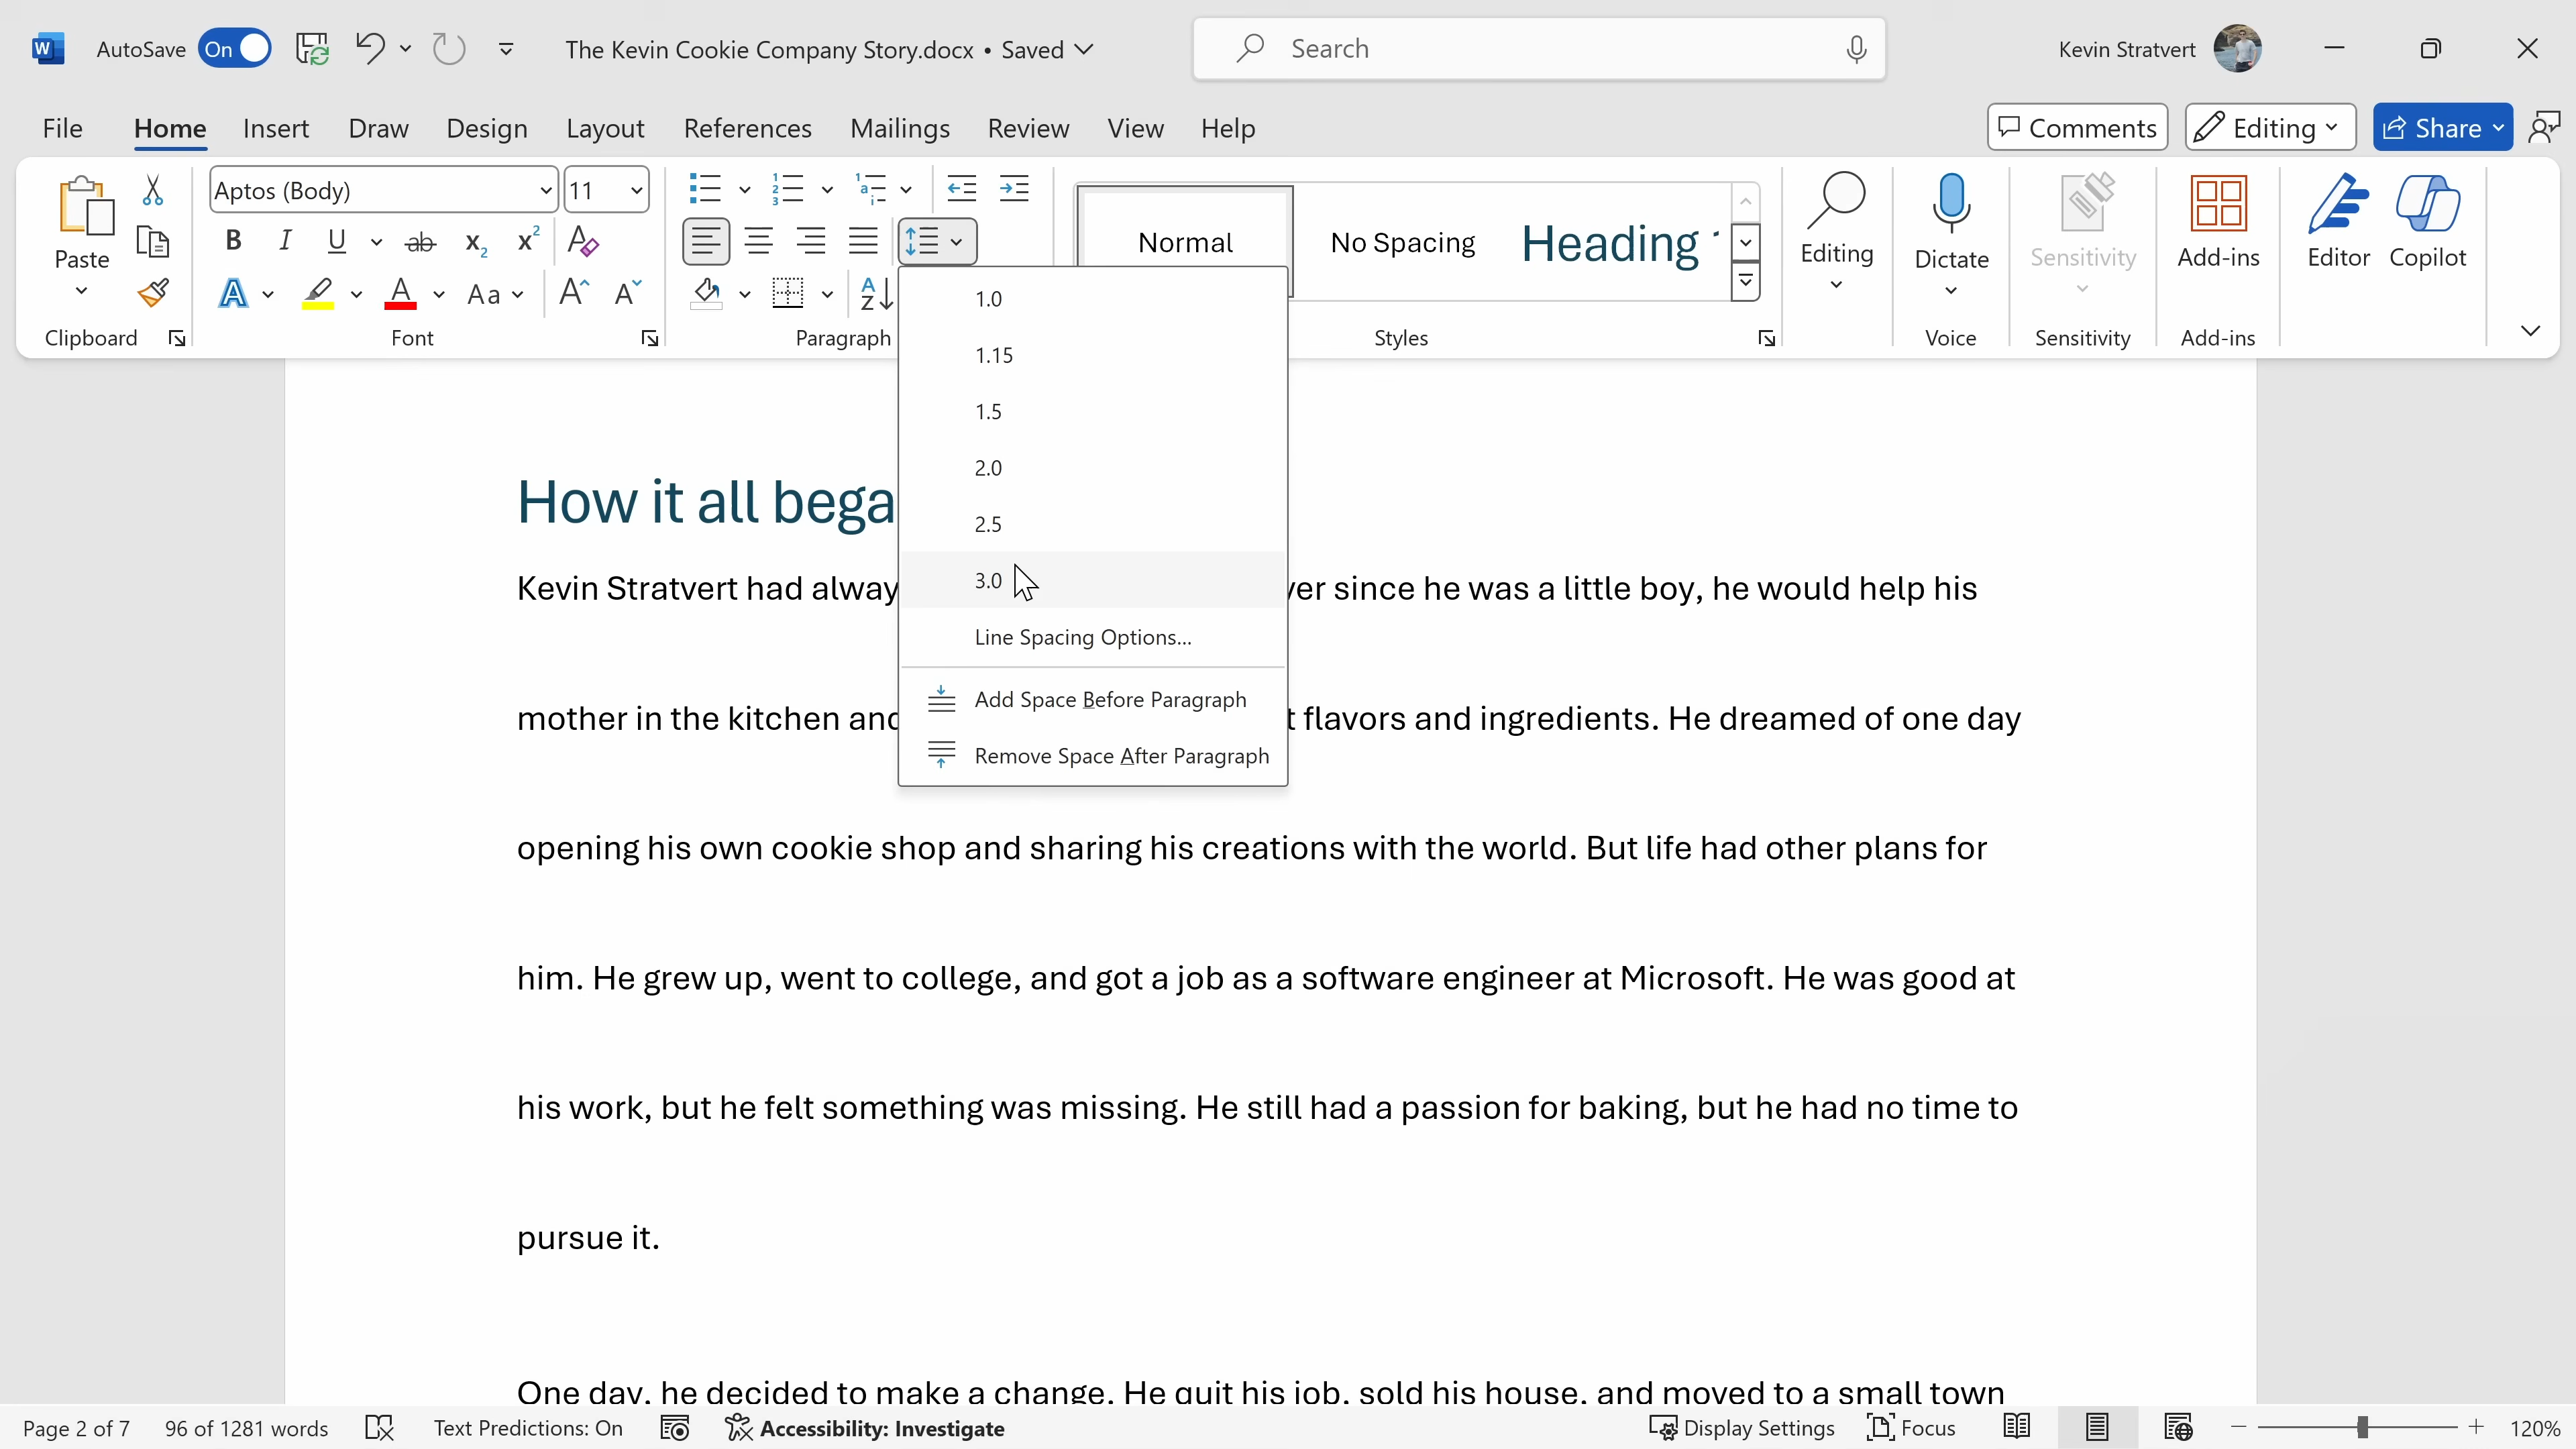 AutoSave On The Kevin Cookie Company Story.docx • Saved Search Kevin Stratvert
File Home Insert Draw Design Layout References Mailings Review View Help Comments Editing Share
Aptos (Body) 11
Paste
Clipboard
Font
Paragraph
Normal No Spacing Heading
Styles
Editing
Dictate
Voice
Sensitivity
Sensitivity
Add-ins
Add-ins
Editor
Copilot
1.0
1.15
1.5
2.0
2.5
3.0
Line Spacing Options...
Add Space Before Paragraph
Remove Space After Paragraph
How it all bega
Kevin Stratvert had alway ver since he was a little boy, he would help his
mother in the kitchen and t flavors and ingredients. He dreamed of one day
opening his own cookie shop and sharing his creations with the world. But life had other plans for
him. He grew up, went to college, and got a job as a software engineer at Microsoft. He was good at
his work, but he felt something was missing. He still had a passion for baking, but he had no time to
pursue it.
One day, he decided to make a change. He quit his job, sold his house, and moved to a small town
Page 2 of 7 96 of 1281 words Text Predictions: On Accessibility: Investigate Display Settings Focus 120%